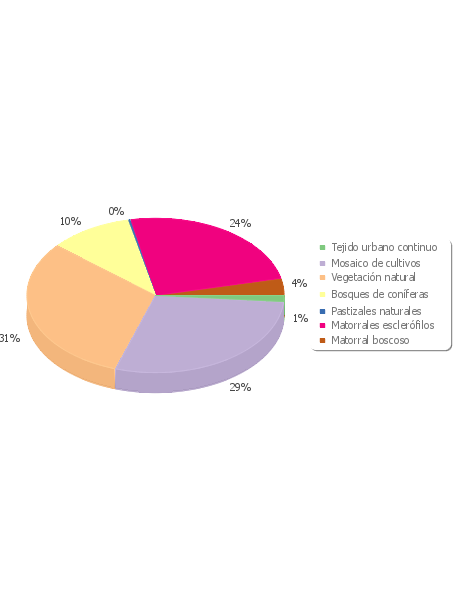 0%
10%
24%
4%
1%
31%
29%
Tejido urbano continuo
Mosaico de cultivos
Vegetación natural
Bosques de coníferas
Pastizales naturales
Matorrales esclerófilos
Matorral boscoso